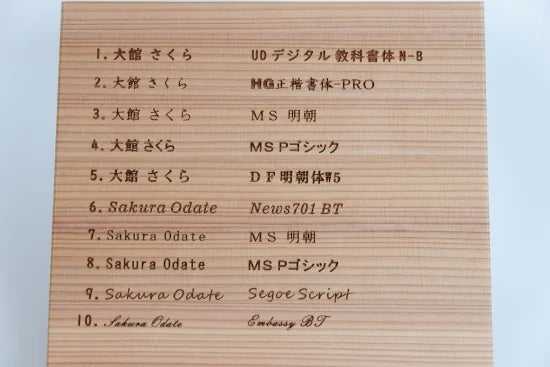 1. 大館 さくら UD デジタル 教科書体 N-B
2. 大館 さくら HG正楷書体-PRO
3. 大館 さくら MS 明朝
4. 大館 さくら MS Pゴシック
5. 大館 さくら DF明朝体W5
6. Sakura Odate News701 BT
7. Sakura Odate MS 明朝
8. Sakura Odate MS Pゴシック
9. Sakura Odate Segoe Script
10. Sakura Odate Embassy BT